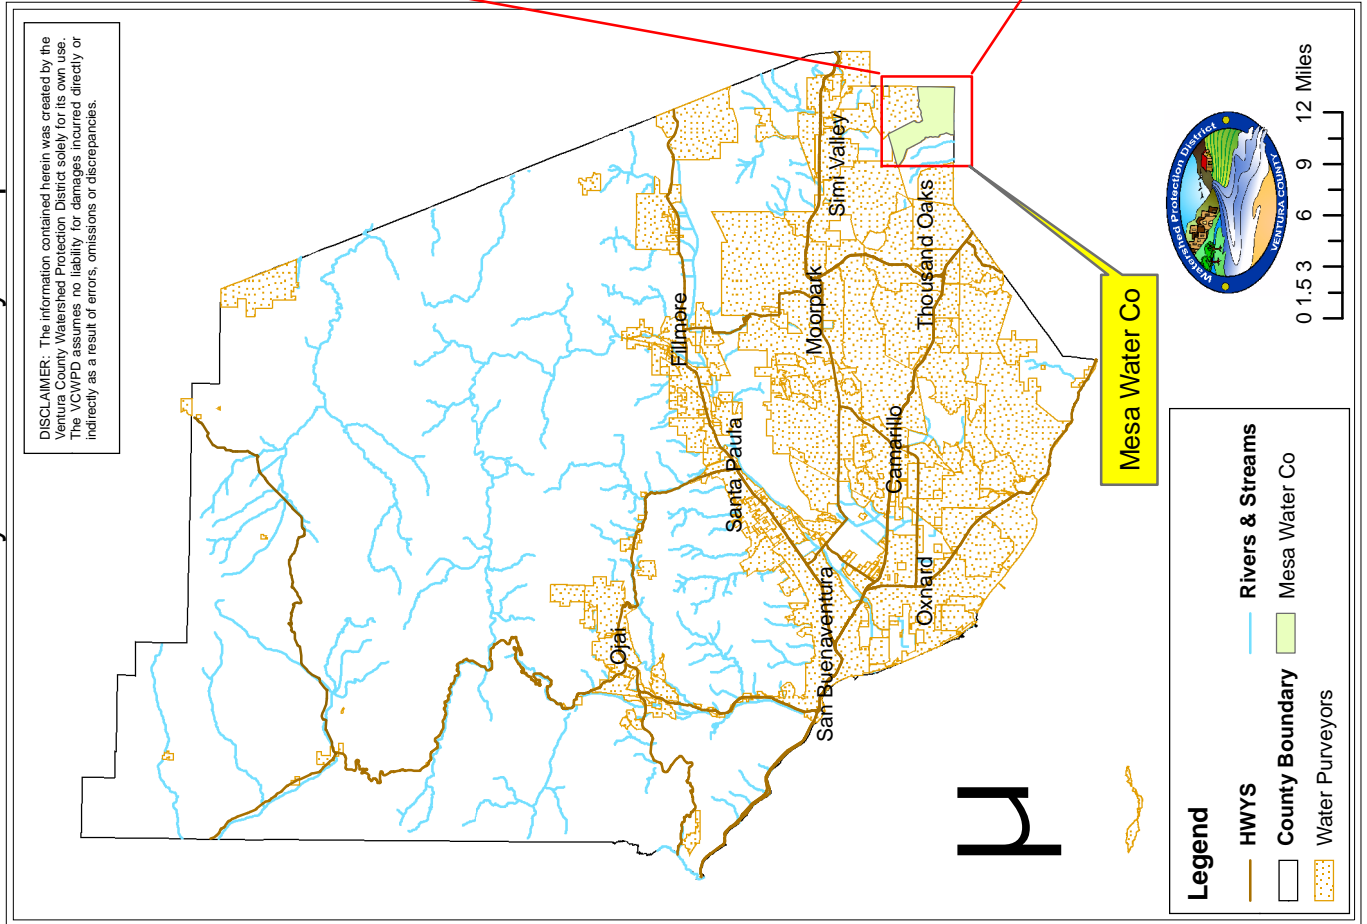 DISCLAIMER: The information contained herein was created by the
Ventura County Watershed Protection District solely for its own use.
The VCWPD assumes no liability for damages incurred directly or
indirectly as a result of errors, omissions or discrepancies.
Ojai
Santa Paula
Fillmore
San Buenaventura
Moorpark
Simi Valley
Oxnard
Camarillo
Thousand Oaks
Mesa Water Co
µ
Legend
HWYS
County Boundary
Water Purveyors
Rivers & Streams
Mesa Water Co
Watershed Protection District
VENTURA COUNTY
0 1.5 3 6 9 12 Miles